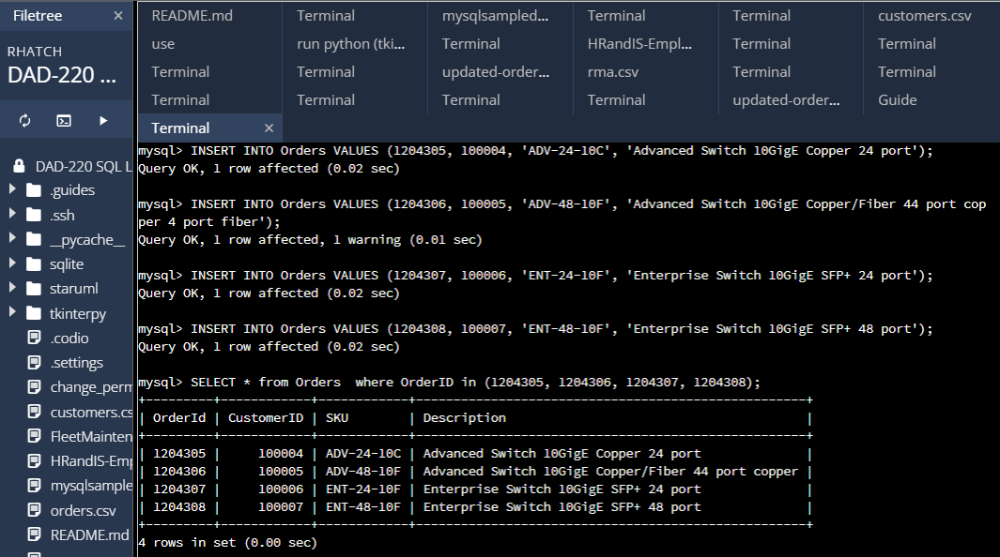 Filetree ×
RHATCH
DAD-220 ...
DAD-220 SQL L
.guides
.ssh
__pycache__
sqlite
staruml
tkinterpy
.codio
.settings
change_perm
customers.cs
FleetMainten
HRandIS-Emp
mysqlsample
orders.csv
README.md
README.md Terminal mysqlsampled... Terminal Terminal customers.csv
use run python (tki... Terminal HRandIS-Empl... Terminal Terminal
Terminal Terminal updated-order... rma.csv Terminal Terminal
Terminal Terminal Terminal Terminal updated-order... Guide
Terminal ×
mysql> INSERT INTO Orders VALUES (1204305, 100004, 'ADV-24-10C', 'Advanced Switch 10GigE Copper 24 port');
Query OK, 1 row affected (0.02 sec)
mysql> INSERT INTO Orders VALUES (1204306, 100005, 'ADV-48-10F', 'Advanced Switch 10GigE Copper/Fiber 44 port cop
per 4 port fiber');
Query OK, 1 row affected, 1 warning (0.01 sec)
mysql> INSERT INTO Orders VALUES (1204307, 100006, 'ENT-24-10F', 'Enterprise Switch 10GigE SFP+ 24 port');
Query OK, 1 row affected (0.02 sec)
mysql> INSERT INTO Orders VALUES (1204308, 100007, 'ENT-48-10F', 'Enterprise Switch 10GigE SFP+ 48 port');
Query OK, 1 row affected (0.02 sec)
mysql> SELECT * from Orders  where OrderID in (1204305, 1204306, 1204307, 1204308);
+---------+------------+------------+----------------------------------------------------+
| OrderId | CustomerID | SKU        | Description                                        |
+---------+------------+------------+----------------------------------------------------+
| 1204305 |     100004 | ADV-24-10C | Advanced Switch 10GigE Copper 24 port              |
| 1204306 |     100005 | ADV-48-10F | Advanced Switch 10GigE Copper/Fiber 44 port copper |
| 1204307 |     100006 | ENT-24-10F | Enterprise Switch 10GigE SFP+ 24 port              |
| 1204308 |     100007 | ENT-48-10F | Enterprise Switch 10GigE SFP+ 48 port              |
+---------+------------+------------+----------------------------------------------------+
4 rows in set (0.00 sec)